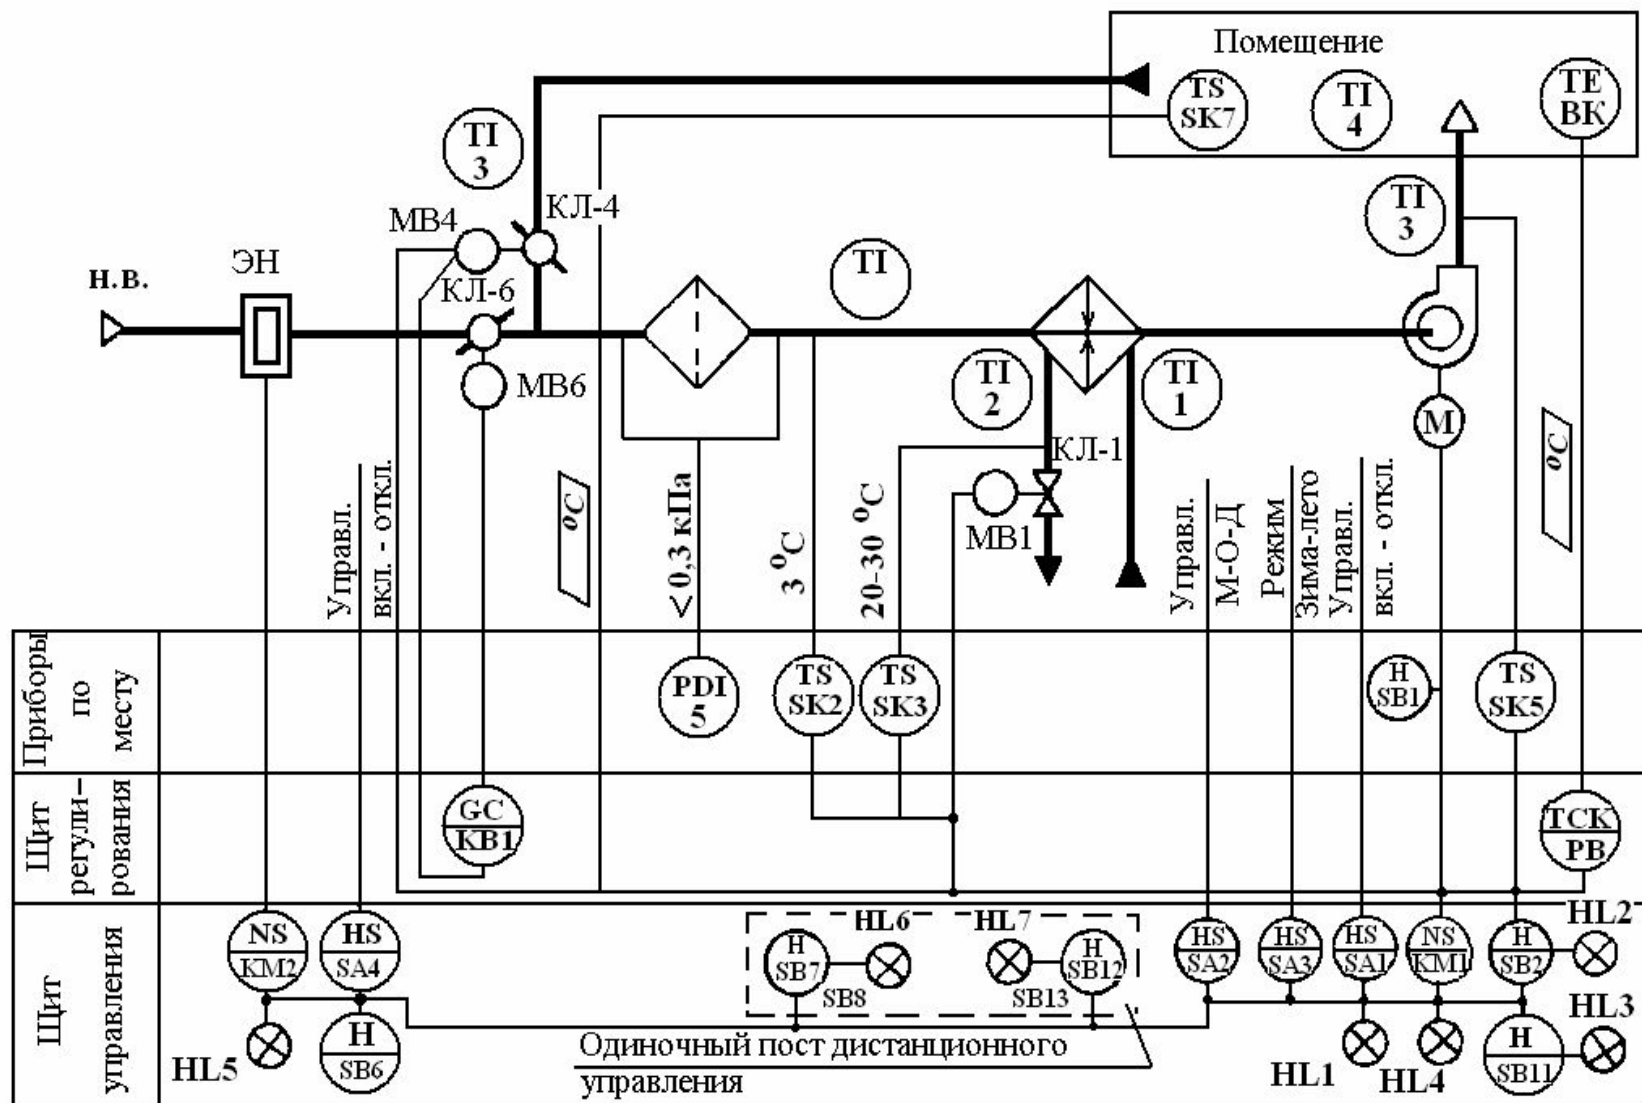 Помещение
TS
SK7
TI
4
TE
ВК
TI
3
TI
3
КЛ-4
МВ4
ЭН
н.в.
КЛ-6
TI
МВ6
TI
2
TI
1
М
КЛ-1
МВ1
Управл.
вкл. - откл.
°С
<0,3 кПа
3 °С
20-30 °С
Управл.
М-О-Д
Режим
Зима-лето
Управл.
вкл. - откл.
°С
Приборы
по
месту
PDI
5
TS
SK2
TS
SK3
H
SB1
TS
SK5
Щит
регули-
рования
GC
КВ1
TCK
PB
Щит
управления
NS
KM2
HS
SA4
HL6
HL7
H
SB7
SB8
H
SB12
SB13
HS
SA2
HS
SA3
HS
SA1
NS
KM1
H
SB2
HL2
HL5
H
SB6
Одиночный пост дистанционного
управления
HL1
HL4
H
SB11
HL3